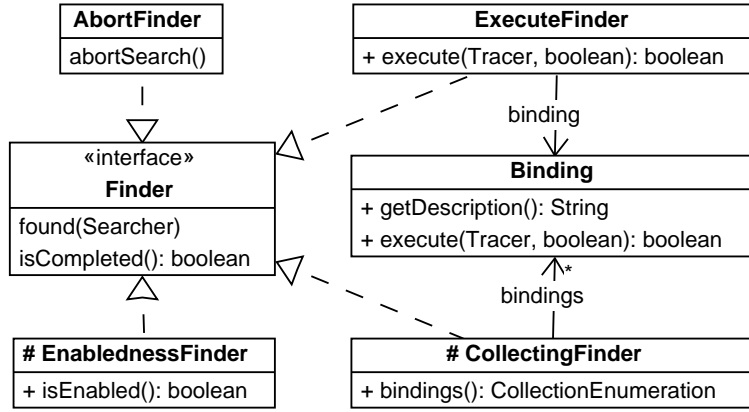 AbortFinder
abortSearch()
ExecuteFinder
+ execute(Tracer, boolean): boolean
binding
«interface»
Finder
found(Searcher)
isCompleted(): boolean
Binding
+ getDescription(): String
+ execute(Tracer, boolean): boolean
*
bindings
# EnablednessFinder
+ isEnabled(): boolean
# CollectingFinder
+ bindings(): CollectionEnumeration